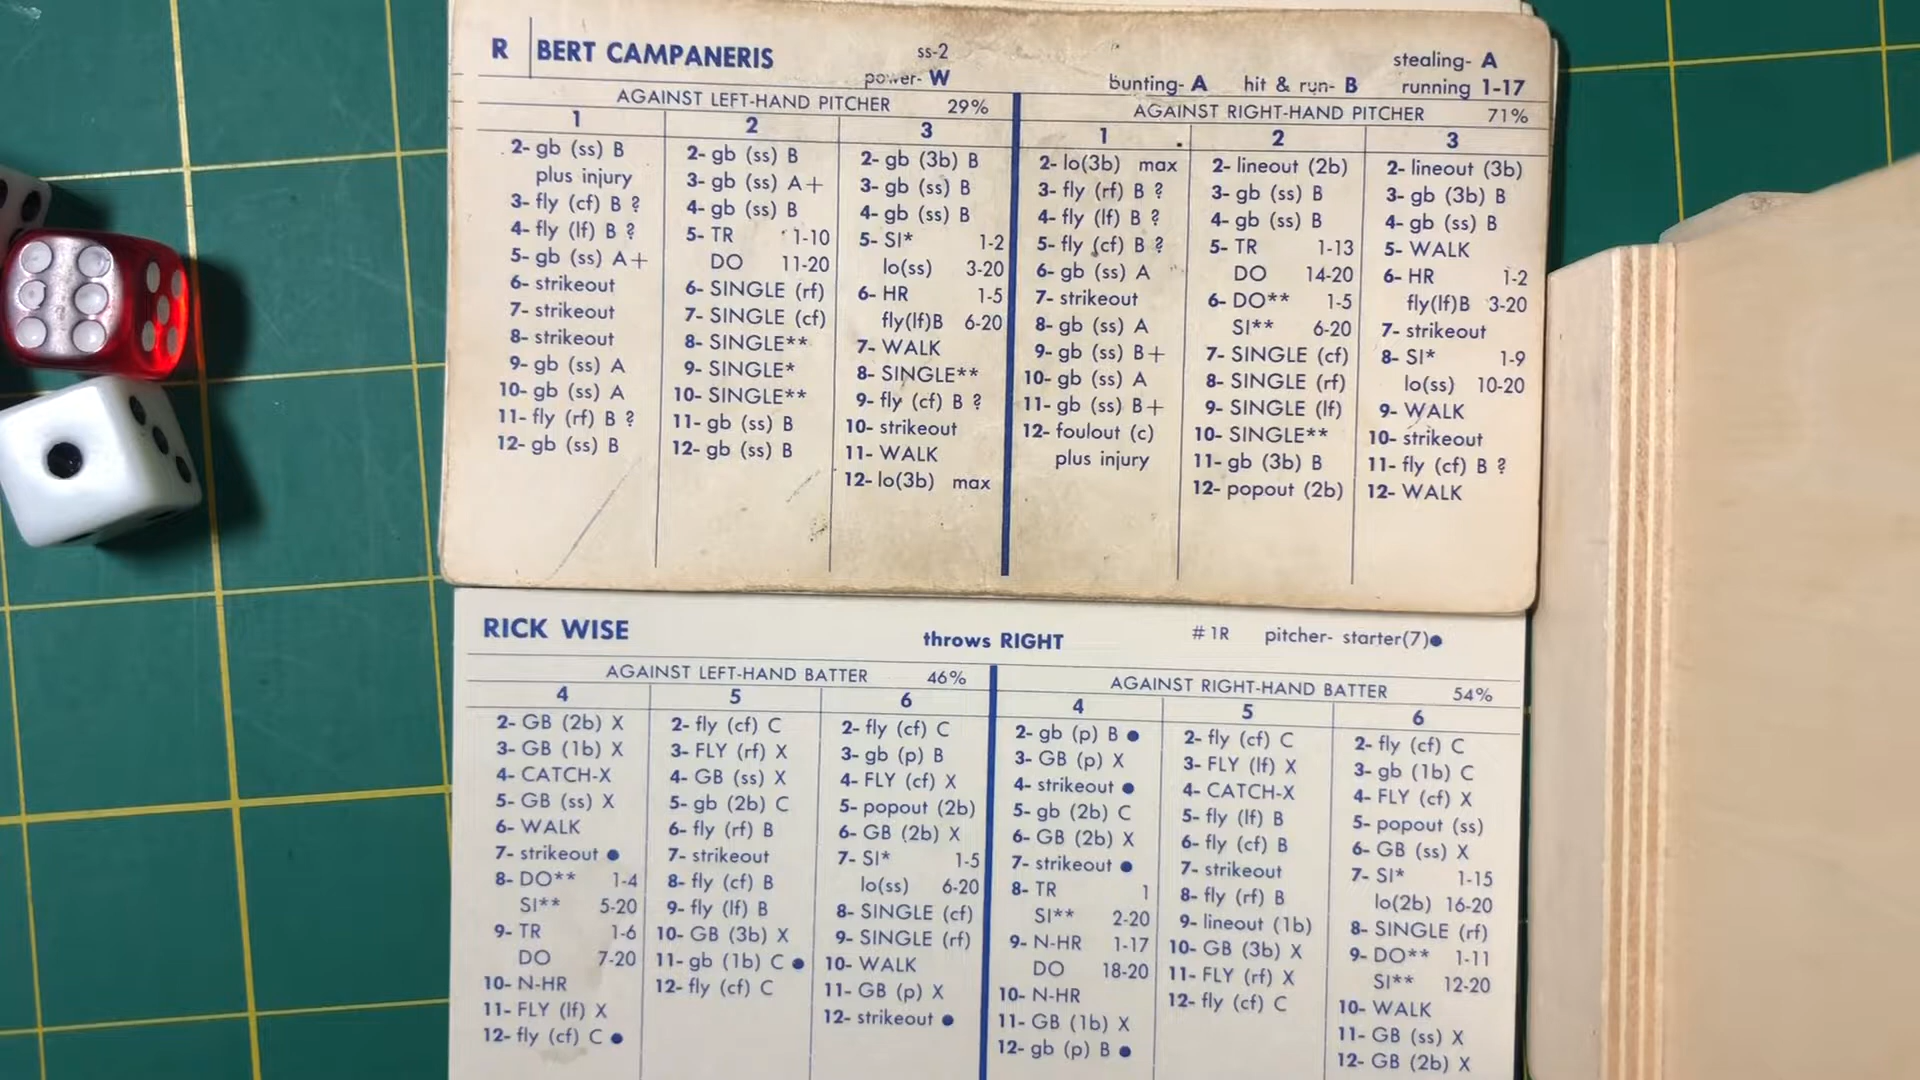 R BERT CAMPANERIS ss-2 stealing- A
power- W bunting- A hit & run- B running 1-17
AGAINST LEFT-HAND PITCHER 29%
1
2- gb (ss) B
plus injury
3- fly (cf) B ?
4- fly (lf) B ?
5- gb (ss) A+
6- strikeout
7- strikeout
8- strikeout
9- gb (ss) A
10- gb (ss) A
11- fly (rf) B ?
12- gb (ss) B
2
2- gb (ss) B
3- gb (ss) A+
4- gb (ss) B
5- TR 1-10
DO 11-20
6- SINGLE (rf)
7- SINGLE (cf)
8- SINGLE**
9- SINGLE*
10- SINGLE**
11- gb (ss) B
12- gb (ss) B
3
2- gb (3b) B
3- gb (ss) B
4- gb (ss) B
5- SI* 1-2
lo(ss) 3-20
6- HR 1-5
fly(lf)B 6-20
7- WALK
8- SINGLE**
9- fly (cf) B ?
10- strikeout
11- WALK
12- lo(3b) max
AGAINST RIGHT-HAND PITCHER 71%
1
2- lo(3b) max
3- fly (rf) B ?
4- fly (lf) B ?
5- fly (cf) B ?
6- gb (ss) A
7- strikeout
8- gb (ss) A
9- gb (ss) B+
10- gb (ss) A
11- gb (ss) B+
12- foulout (c)
plus injury
2
2- lineout (2b)
3- gb (ss) B
4- gb (ss) B
5- TR 1-13
DO 14-20
6- DO** 1-5
SI** 6-20
7- SINGLE (cf)
8- SINGLE (rf)
9- SINGLE (lf)
10- SINGLE**
11- gb (3b) B
12- popout (2b)
3
2- lineout (3b)
3- gb (3b) B
4- gb (ss) B
5- WALK
6- HR 1-2
fly(lf)B 3-20
7- strikeout
8- SI* 1-9
lo(ss) 10-20
9- WALK
10- strikeout
11- fly (cf) B ?
12- WALK
RICK WISE throws RIGHT #1R pitcher- starter(7)●
AGAINST LEFT-HAND BATTER 46%
4
2- GB (2b) X
3- GB (1b) X
4- CATCH-X
5- GB (ss) X
6- WALK
7- strikeout ●
8- DO** 1-4
SI** 5-20
9- TR 1-6
DO 7-20
10- N-HR
11- FLY (lf) X
12- fly (cf) C ●
5
2- fly (cf) C
3- FLY (rf) X
4- GB (ss) X
5- gb (2b) C
6- fly (rf) B
7- strikeout
8- fly (cf) B
9- fly (lf) B
10- GB (3b) X
11- gb (1b) C ●
12- fly (cf) C
6
2- fly (cf) C
3- gb (p) B
4- FLY (cf) X
5- popout (2b)
6- GB (2b) X
7- SI* 1-5
lo(ss) 6-20
8- SINGLE (cf)
9- SINGLE (rf)
10- WALK
11- GB (p) X
12- strikeout ●
AGAINST RIGHT-HAND BATTER 54%
4
2- gb (p) B ●
3- GB (p) X
4- strikeout ●
5- gb (2b) C
6- GB (2b) X
7- strikeout ●
8- TR 1
SI** 2-20
9- N-HR 1-17
DO 18-20
10- N-HR
11- GB (1b) X
12- gb (p) B ●
5
2- fly (cf) C
3- FLY (lf) X
4- CATCH-X
5- fly (lf) B
6- fly (cf) B
7- strikeout
8- fly (rf) B
9- lineout (1b)
10- GB (3b) X
11- FLY (rf) X
12- fly (cf) C
6
2- fly (cf) C
3- gb (1b) C
4- FLY (cf) X
5- popout (ss)
6- GB (ss) X
7- SI* 1-15
lo(2b) 16-20
8- SINGLE (rf)
9- DO** 1-11
SI** 12-20
10- WALK
11- GB (ss) X
12- GB (2b) X